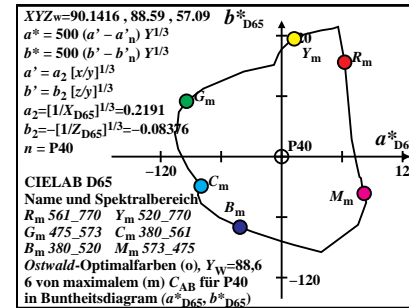 XYZw=90.1416, 88.59, 57.09
a* = 500 (a' – a'n) Y1/3
b* = 500 (b' – b'n) Y1/3
a' = a2 [x/y]1/3
b' = b2 [z/y]1/3
a2=[1/XD65]1/3=0.2191
b2=–[1/ZD65]1/3=–0.08376
n = P40
CIELAB D65
Name und Spektralbereich
Rm 561_770 Ym 520_770
Gm 475_573 Cm 380_561
Bm 380_520 Mm 573_475
Ostwald-Optimalfarben (o), YW=88,6
6 von maximalem (m) CAB für P40
in Buntheitsdiagram (a*D65, b*D65)
b*D65
Ym
Rm
Gm
P40
a*D65
–120
Cm
Mm
Bm
–120